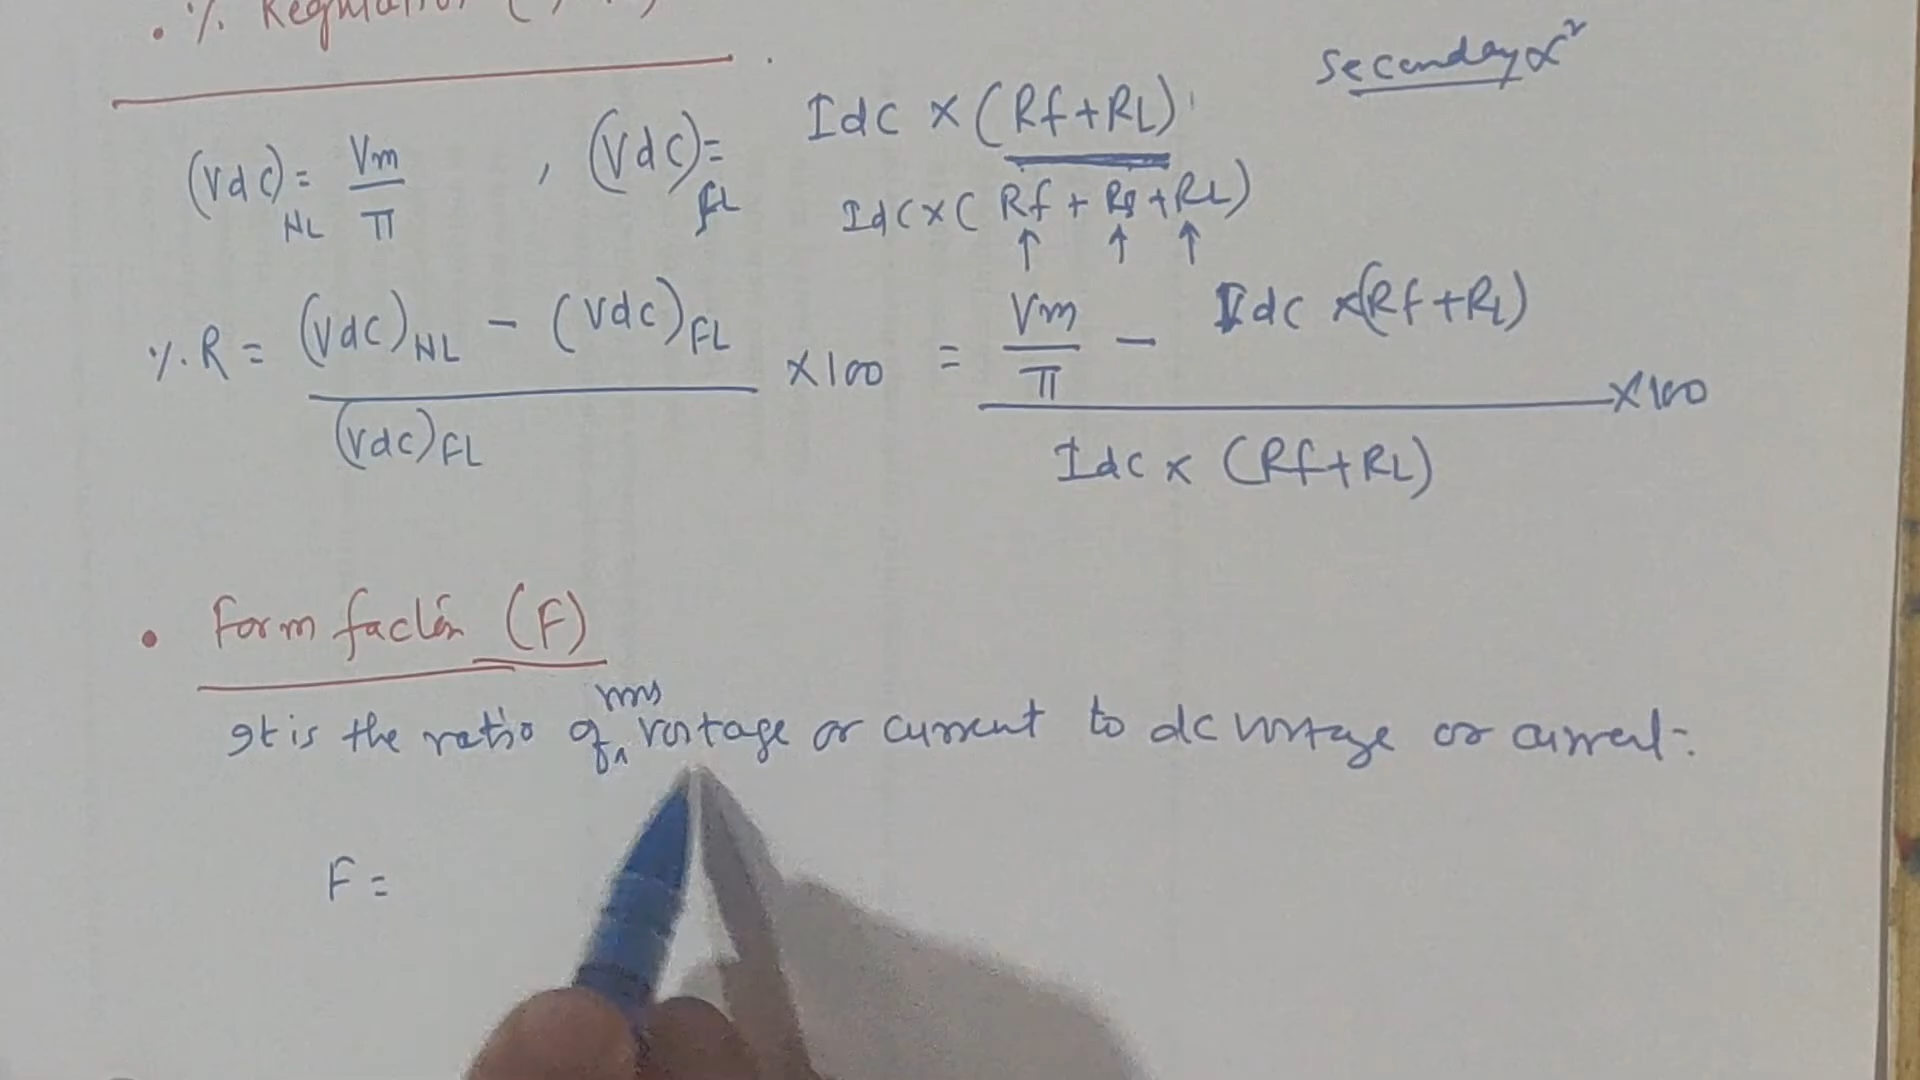 • %. Regulation
Seconday x^r
(Vdc)NL = Vm/π , (Vdc)FL = Idc × (Rf+RL)
Idc × (Rf + Rs + RL)
%. R = ((Vdc)NL - (Vdc)FL)/(Vdc)FL ×100 = (Vm/π - Idc ×(Rf+RL))/(Idc × (Rf+RL)) ×100
• Form factor (F)
It is the ratio of rms voltage or current to dc voltage or current.
F =